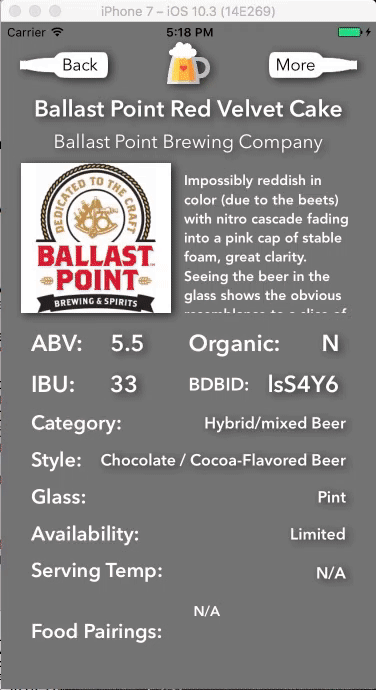 iPhone 7 – iOS 10.3 (14E269)
Carrier 5:18 PM
Back More
Ballast Point Red Velvet Cake
Ballast Point Brewing Company
DEDICATED TO THE CRAFT
BALLAST
POINT
BREWING & SPIRITS
Impossibly reddish in
color (due to the beets)
with nitro cascade fading
into a pink cap of stable
foam, great clarity.
Seeing the beer in the
glass shows the obvious
ABV: 5.5 Organic: N
IBU: 33 BDBID: lsS4Y6
Category: Hybrid/mixed Beer
Style: Chocolate / Cocoa-Flavored Beer
Glass: Pint
Availability: Limited
Serving Temp: N/A
N/A
Food Pairings: